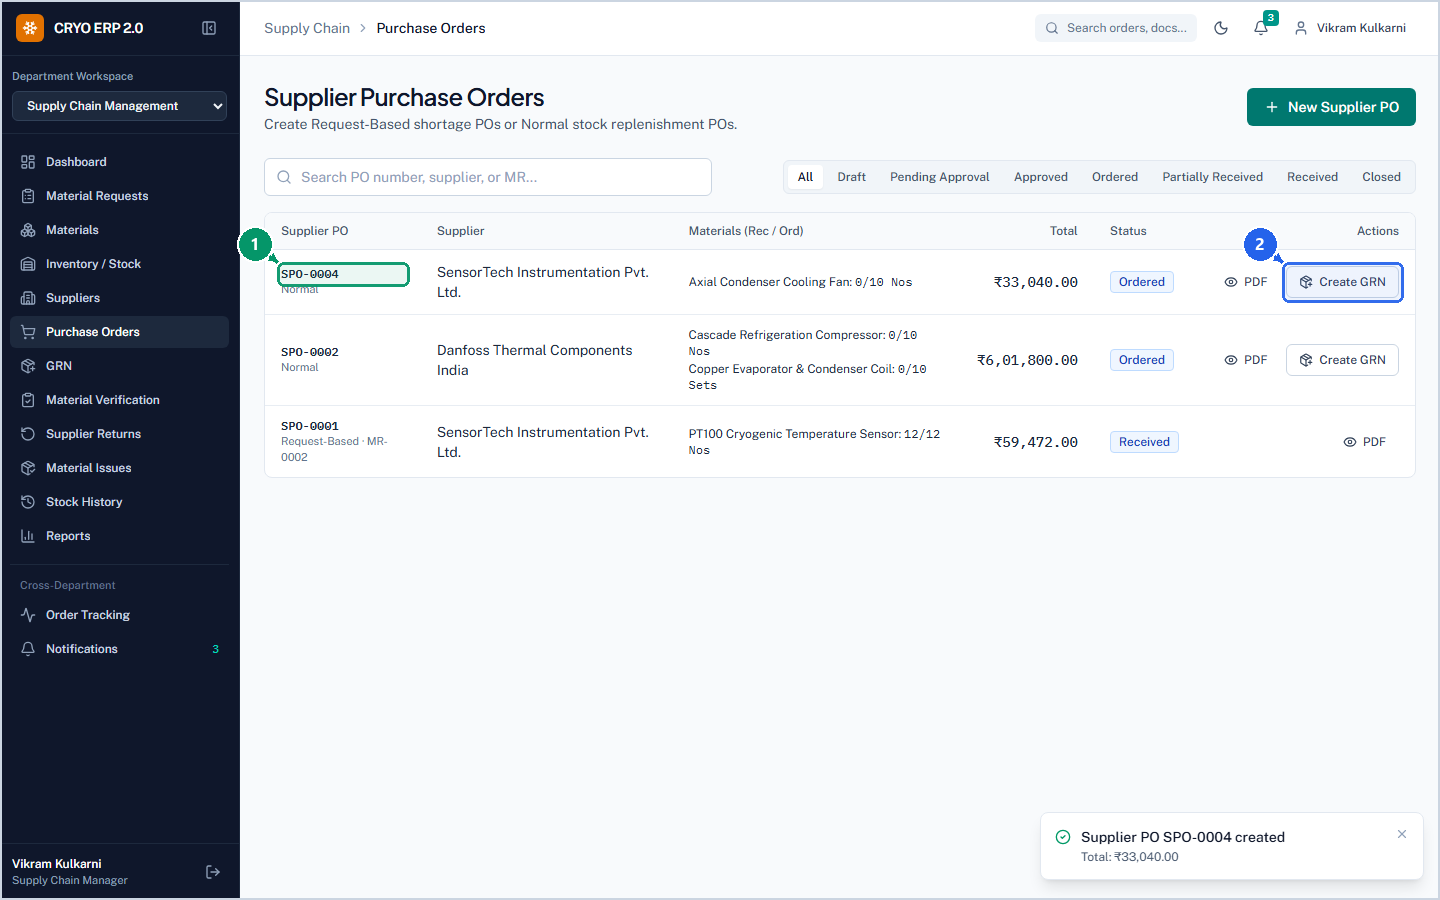 CRYO ERP 2.0
Department Workspace
Supply Chain Management
Dashboard
Material Requests
Materials
Inventory / Stock
Suppliers
Purchase Orders
GRN
Material Verification
Supplier Returns
Material Issues
Stock History
Reports
Cross-Department
Order Tracking
Notifications 3
Vikram Kulkarni
Supply Chain Manager
Supply Chain > Purchase Orders
Search orders, docs...
3
Vikram Kulkarni
Supplier Purchase Orders
Create Request-Based shortage POs or Normal stock replenishment POs.
+ New Supplier PO
Search PO number, supplier, or MR...
All Draft Pending Approval Approved Ordered Partially Received Received Closed
Supplier PO Supplier Materials (Rec / Ord) Total Status Actions
1
2
SPO-0004
Normal
SensorTech Instrumentation Pvt.
Ltd.
Axial Condenser Cooling Fan: 0/10 Nos
₹33,040.00
Ordered
PDF
Create GRN
SPO-0002
Normal
Danfoss Thermal Components
India
Cascade Refrigeration Compressor: 0/10
Nos
Copper Evaporator & Condenser Coil: 0/10
Sets
₹6,01,800.00
Ordered
PDF
Create GRN
SPO-0001
Request-Based · MR-
0002
SensorTech Instrumentation Pvt.
Ltd.
PT100 Cryogenic Temperature Sensor: 12/12
Nos
₹59,472.00
Received
PDF
Supplier PO SPO-0004 created
Total: ₹33,040.00